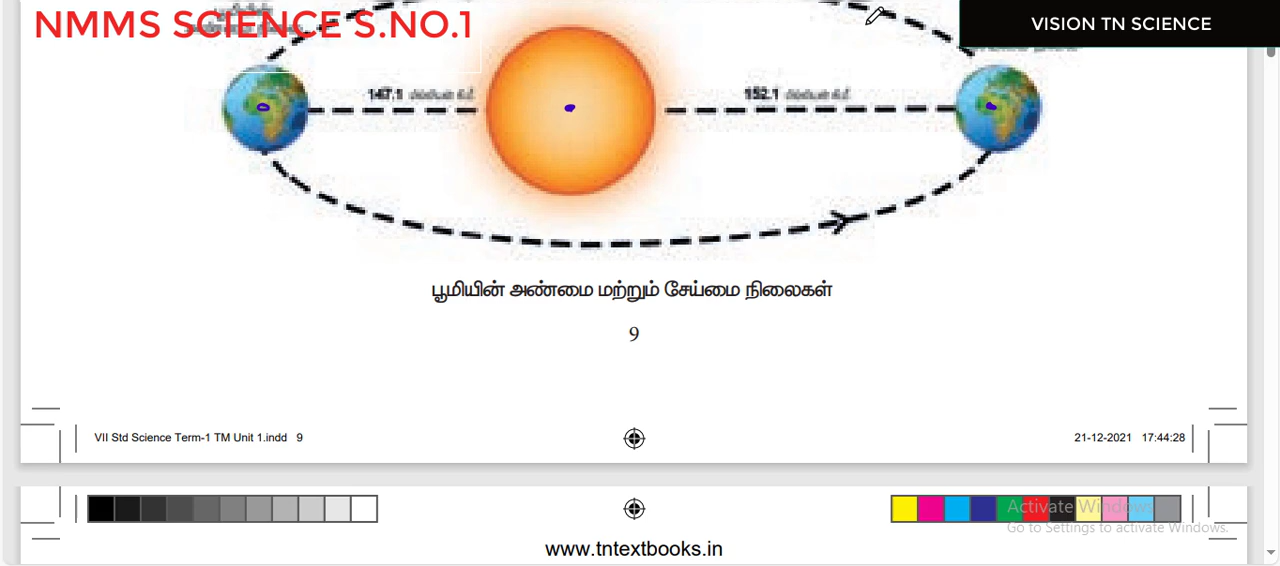 NMMS SCIENCE S.NO.1
VISION TN SCIENCE
147.1 மில்லியன் கி.மீ.
152.1 மில்லியன் கி.மீ.
பூமியின் அண்மை மற்றும் சேய்மை நிலைகள்
9
VII Std Science Term-1 TM Unit 1.indd 9
21-12-2021 17:44:28
Activate Windows
Go to Settings to activate Windows.
www.tntextbooks.in